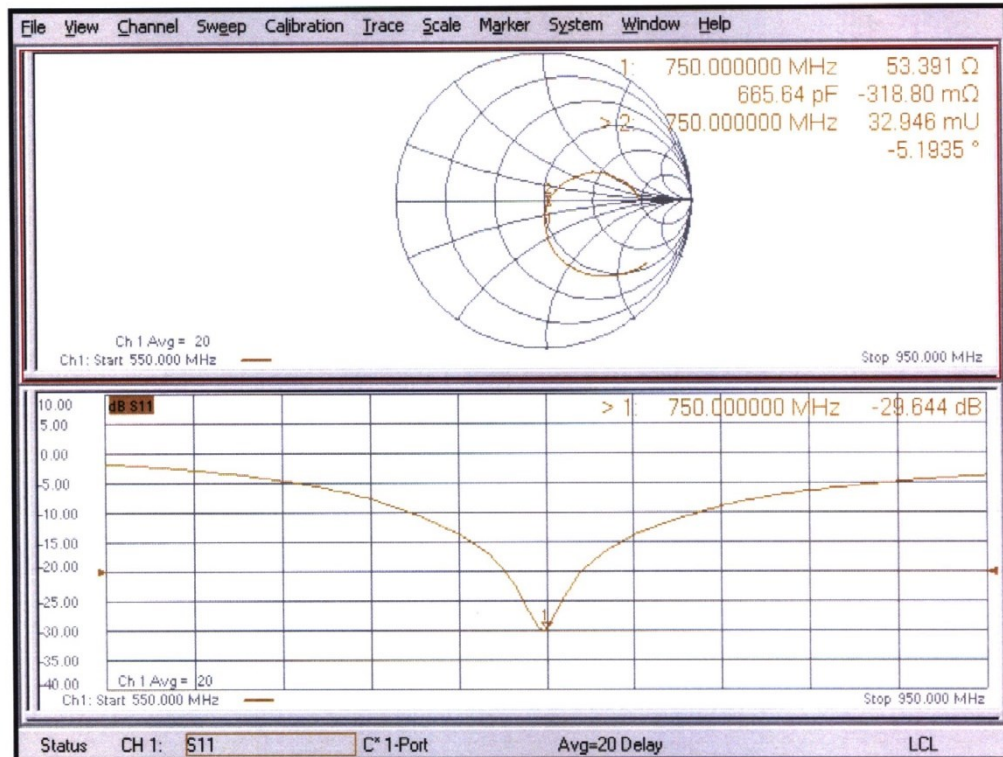 File View Channel Sweep Calibration Trace Scale Marker System Window Help
1: 750.000000 MHz 53.391 Ω
665.64 pF -318.80 mΩ
> 2: 750.000000 MHz 32.946 mU
-5.1935 °
Ch 1 Avg = 20
Ch1: Start 550.000 MHz
Stop 950.000 MHz
10.00
dB S11
> 1: 750.000000 MHz -29.644 dB
5.00
0.00
-5.00
-10.00
-15.00
-20.00
-25.00
1
-30.00
-35.00
-40.00
Ch 1 Avg = 20
Ch1: Start 550.000 MHz
Stop 950.000 MHz
Status CH 1: S11 C* 1-Port Avg=20 Delay LCL